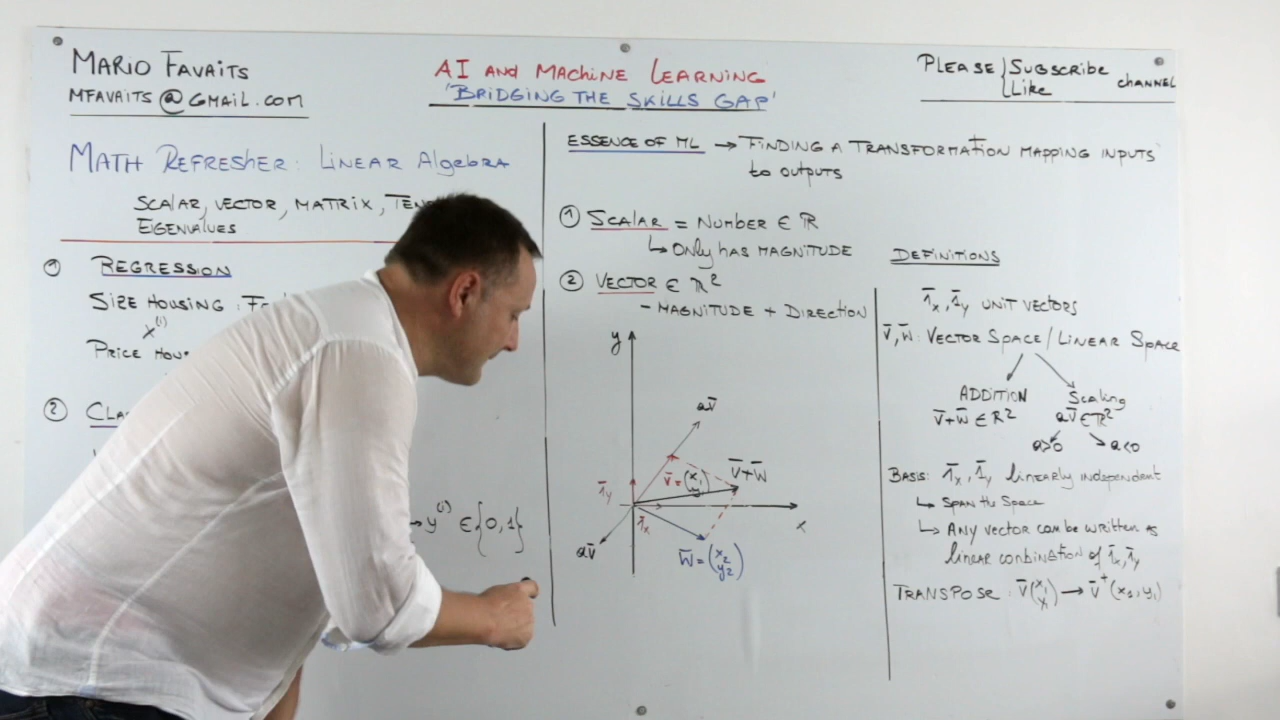 MARIO FAVAITS
MFAVAITS@GMAIL.COM
AI AND MACHINE LEARNING
'BRIDGING THE SKILLS GAP'
PLEASE { SUBSCRIBE
LIKE
CHANNEL
MATH REFRESHER: LINEAR ALGEBRA
SCALAR, VECTOR, MATRIX, TEN
EIGENVALUES
① REGRESSION
SIZE HOUSING :
x⁽ⁱ⁾
PRICE HOU
② CLA
→ y⁽ⁱ⁾ ∈ {0,1}
ESSENCE OF ML → FINDING A TRANSFORMATION MAPPING INPUTS
to outputs
① SCALAR = NUMBER ∈ ℝ
↳ ONLY HAS MAGNITUDE
② VECTOR ∈ ℝ²
- MAGNITUDE + DIRECTION
y
av̄
v̄ = (x₁ y₁)
v̄+w̄
1̄y
1̄x
x
av̄
w̄ = (x₂ y₂)
DEFINITIONS
1̄x, 1̄y UNIT VECTORS
v̄, w̄ : VECTOR SPACE / LINEAR SPACE
ADDITION
Scaling
v̄+w̄ ∈ ℝ²
av̄ ∈ ℝ²
a>0
a<0
BASIS: 1̄x, 1̄y linearly independent
↳ SPAN the SPACE
↳ ANY vector can be written as
linear conbination of 1̄x, 1̄y
TRANSPOSE : v̄(x₁ y₁) → v̄⁺(x₁, y₁)